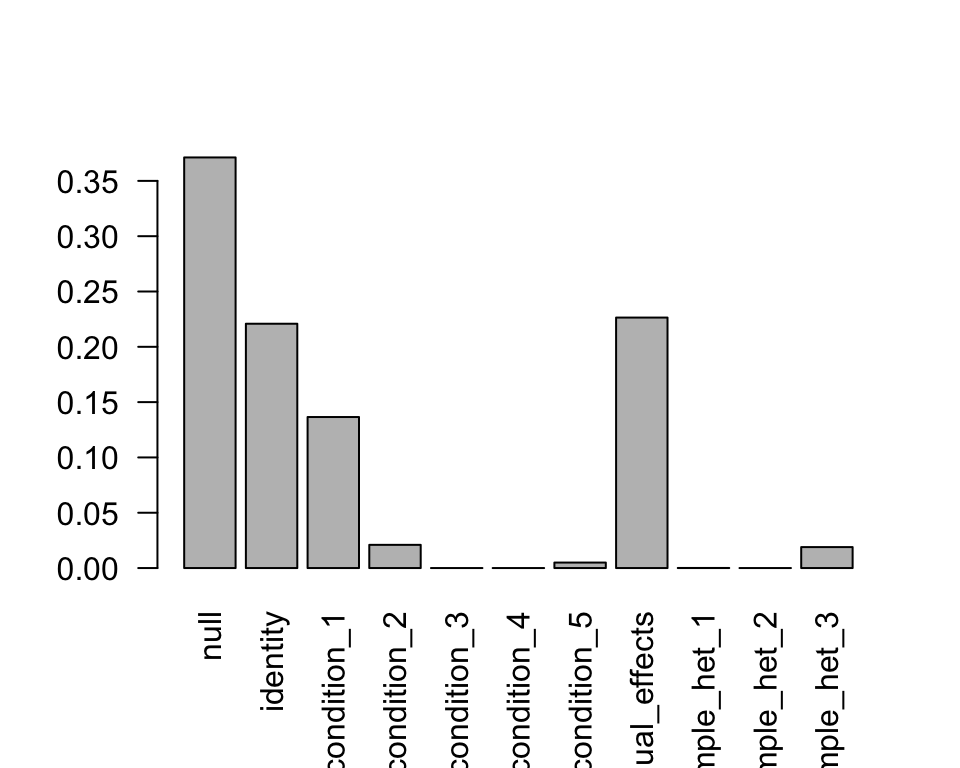 0.35
0.30
0.25
0.20
0.15
0.10
0.05
0.00
null
identity
condition_1
condition_2
condition_3
condition_4
condition_5
ual_effects
mple_het_1
mple_het_2
mple_het_3